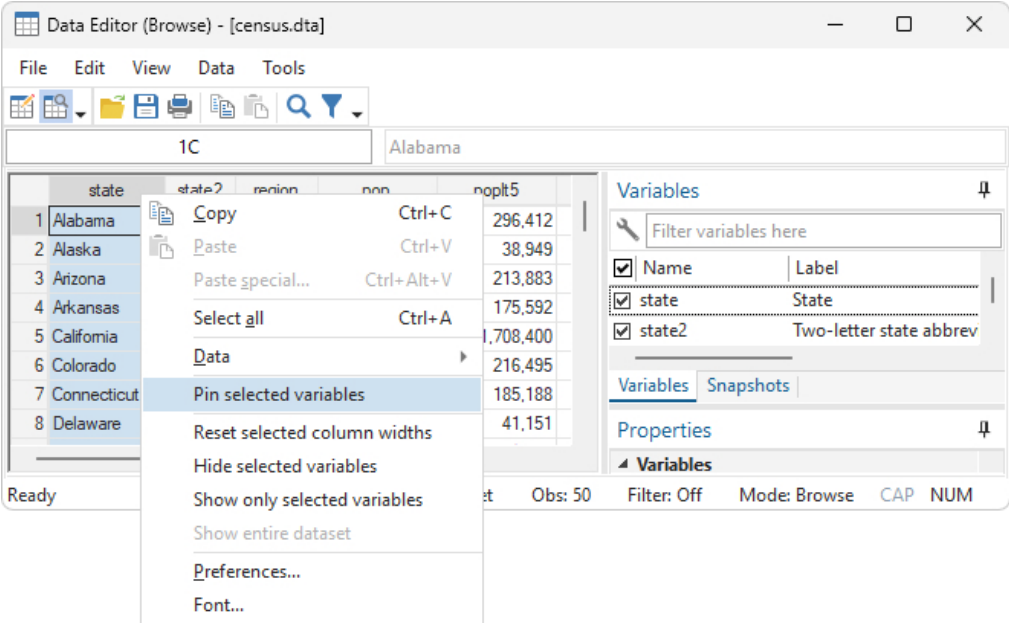 Data Editor (Browse) - [census.dta]
File Edit View Data Tools
1C Alabama
state state2 region pop poplt5
1 Alabama 296,412
2 Alaska 38,949
3 Arizona 213,883
4 Arkansas 175,592
5 California 1,708,400
6 Colorado 216,495
7 Connecticut 185,188
8 Delaware 41,151
Copy Ctrl+C
Paste Ctrl+V
Paste special... Ctrl+Alt+V
Select all Ctrl+A
Data
Pin selected variables
Reset selected column widths
Hide selected variables
Show only selected variables
Show entire dataset
Preferences...
Font...
Variables
Filter variables here
Name Label
state State
state2 Two-letter state abbrev
Variables Snapshots
Properties
Variables
Ready Obs: 50 Filter: Off Mode: Browse CAP NUM